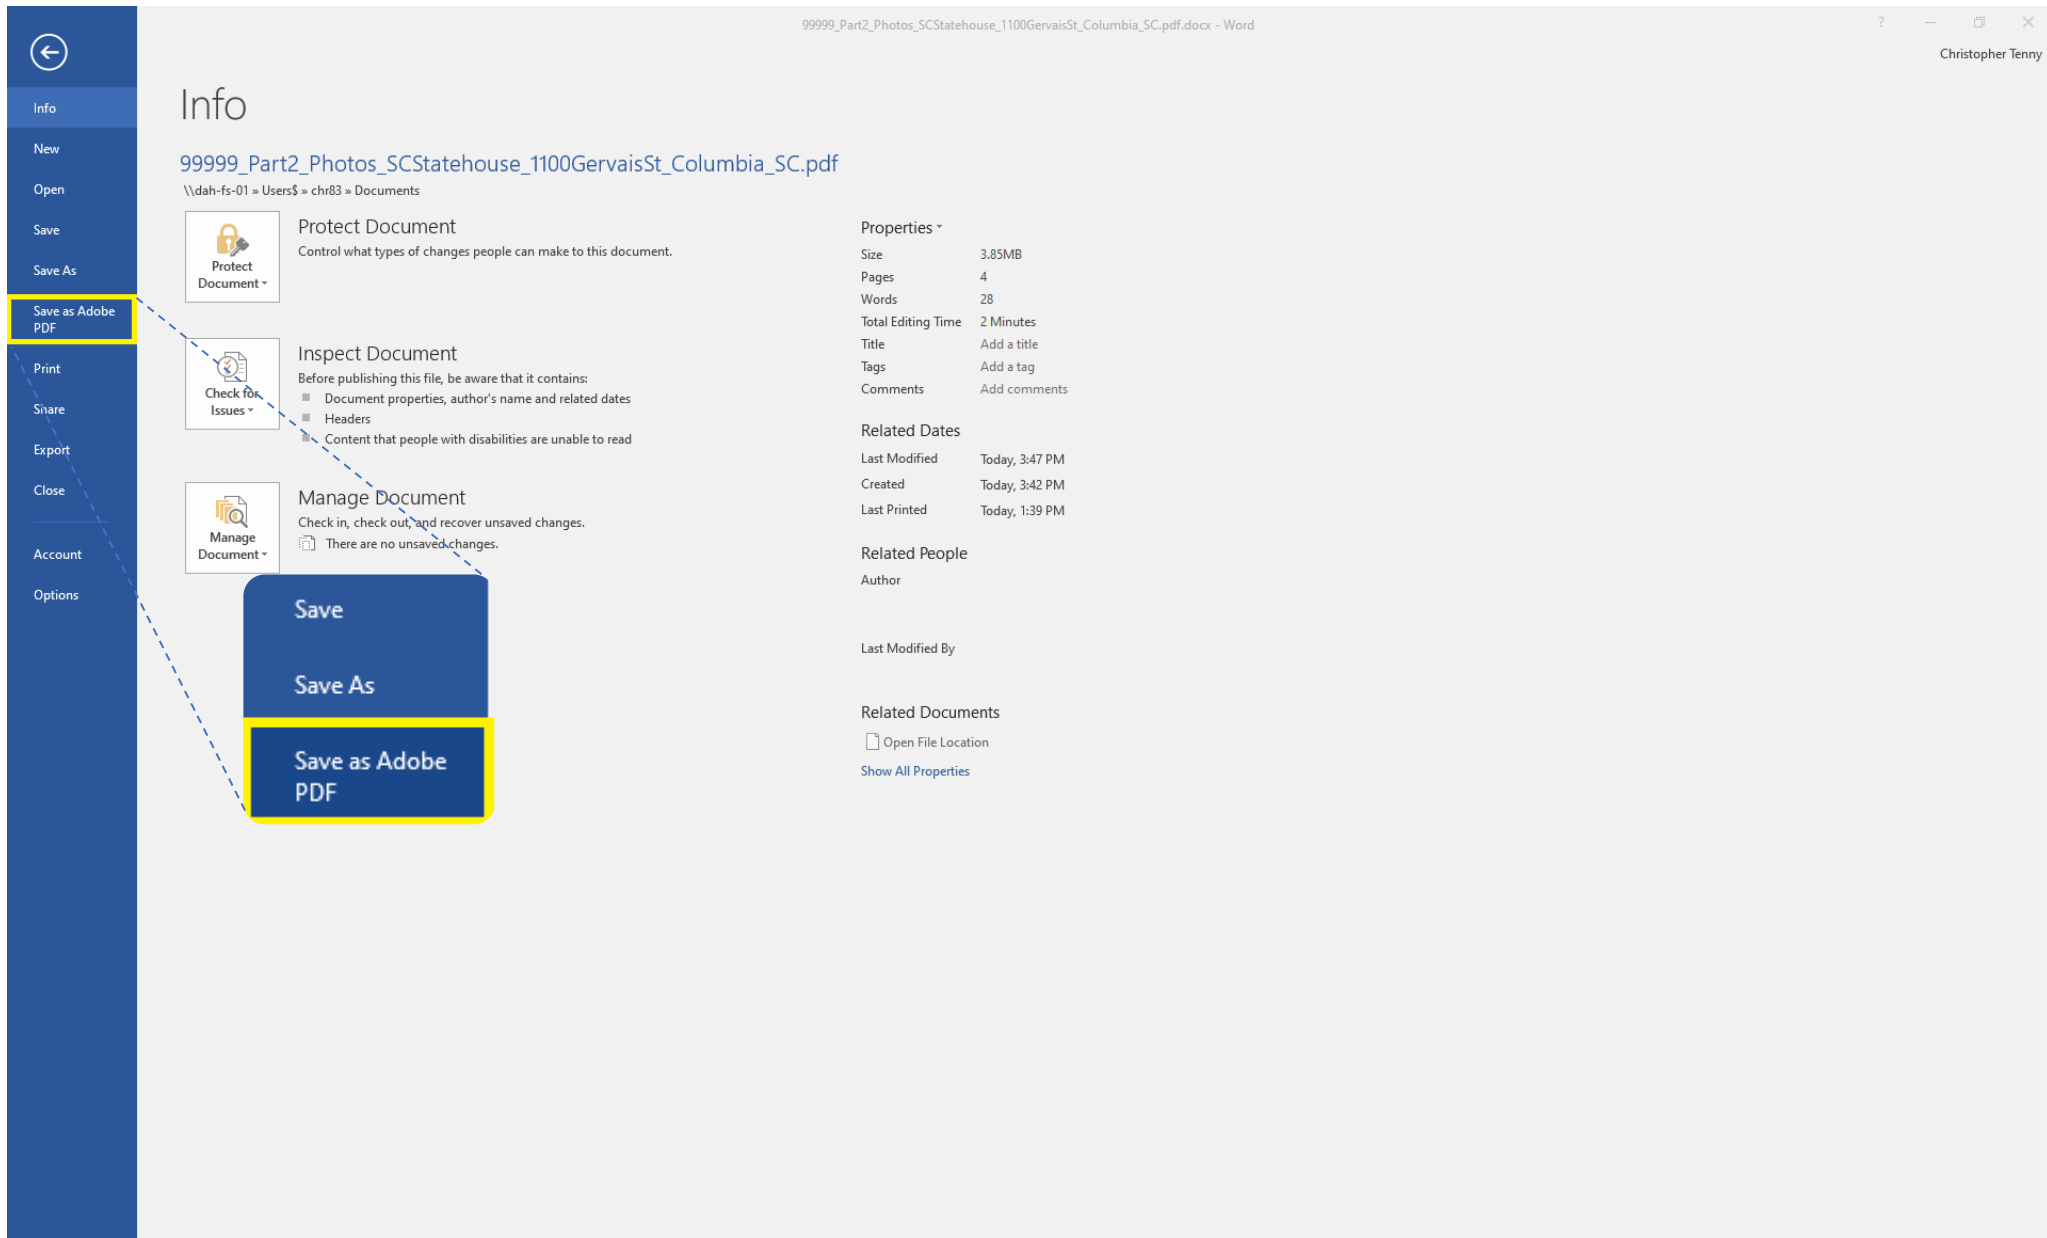 99999_Part2_Photos_SCStatehouse_1100GervaisSt_Columbia_SC.pdf.docx - Word
?
Christopher Tenny
Info
New
Open
Save
Save As
Save as Adobe
PDF
Print
Share
Export
Close
Account
Options
Info
99999_Part2_Photos_SCStatehouse_1100GervaisSt_Columbia_SC.pdf
\\dah-fs-01 » Users$ » chr83 » Documents
Protect
Document
Protect Document
Control what types of changes people can make to this document.
Check for
Issues
Inspect Document
Before publishing this file, be aware that it contains:
Document properties, author's name and related dates
Headers
Content that people with disabilities are unable to read
Manage
Document
Manage Document
Check in, check out, and recover unsaved changes.
There are no unsaved changes.
Save
Save As
Save as Adobe
PDF
Properties
Size 3.85MB
Pages 4
Words 28
Total Editing Time 2 Minutes
Title Add a title
Tags Add a tag
Comments Add comments
Related Dates
Last Modified Today, 3:47 PM
Created Today, 3:42 PM
Last Printed Today, 1:39 PM
Related People
Author
Last Modified By
Related Documents
Open File Location
Show All Properties